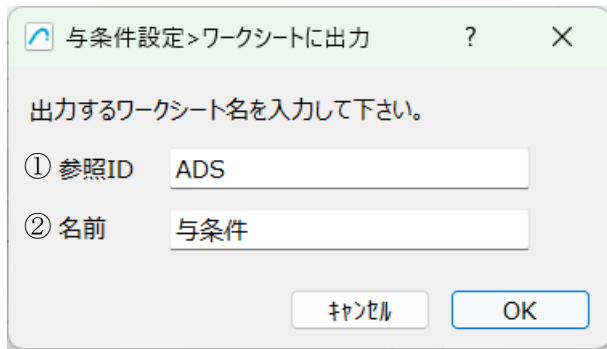 与条件設定>ワークシートに出力 ?
出力するワークシート名を入力して下さい。
① 参照ID ADS
② 名前 与条件
ｷｬﾝｾﾙ OK